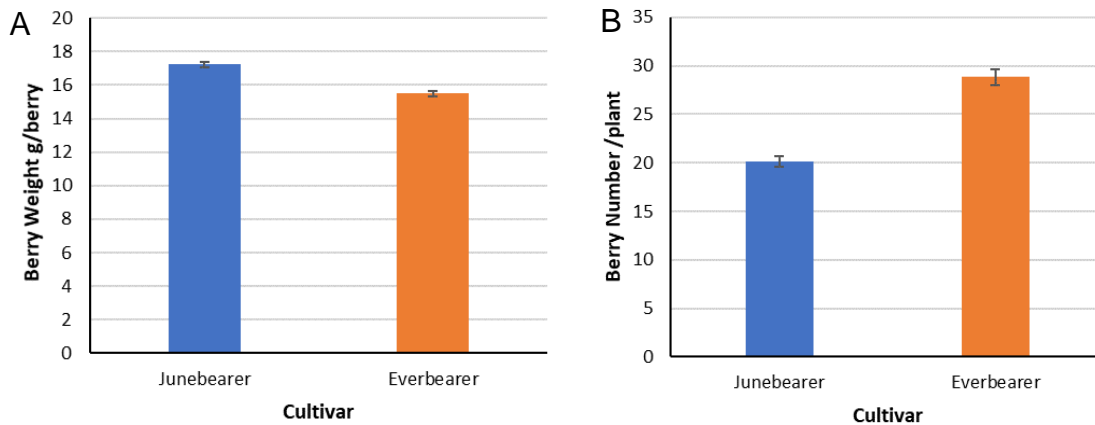 A
Berry Weight g/berry
20
18
16
14
12
10
8
6
4
2
0
Junebearer Everbearer
Cultivar
B
Berry Number /plant
35
30
25
20
15
10
5
0
Junebearer Everbearer
Cultivar